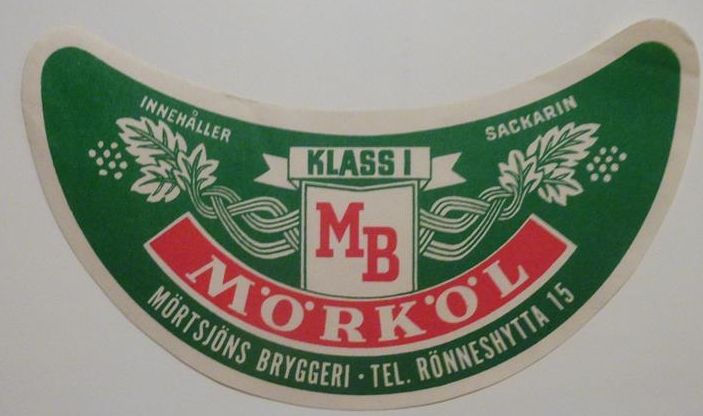 INNEHÅLLER SACKARIN
KLASS I
MB
MÖRKÖL
MÖRTSJÖNS BRYGGERI · TEL. RÖNNESHYTTA 15